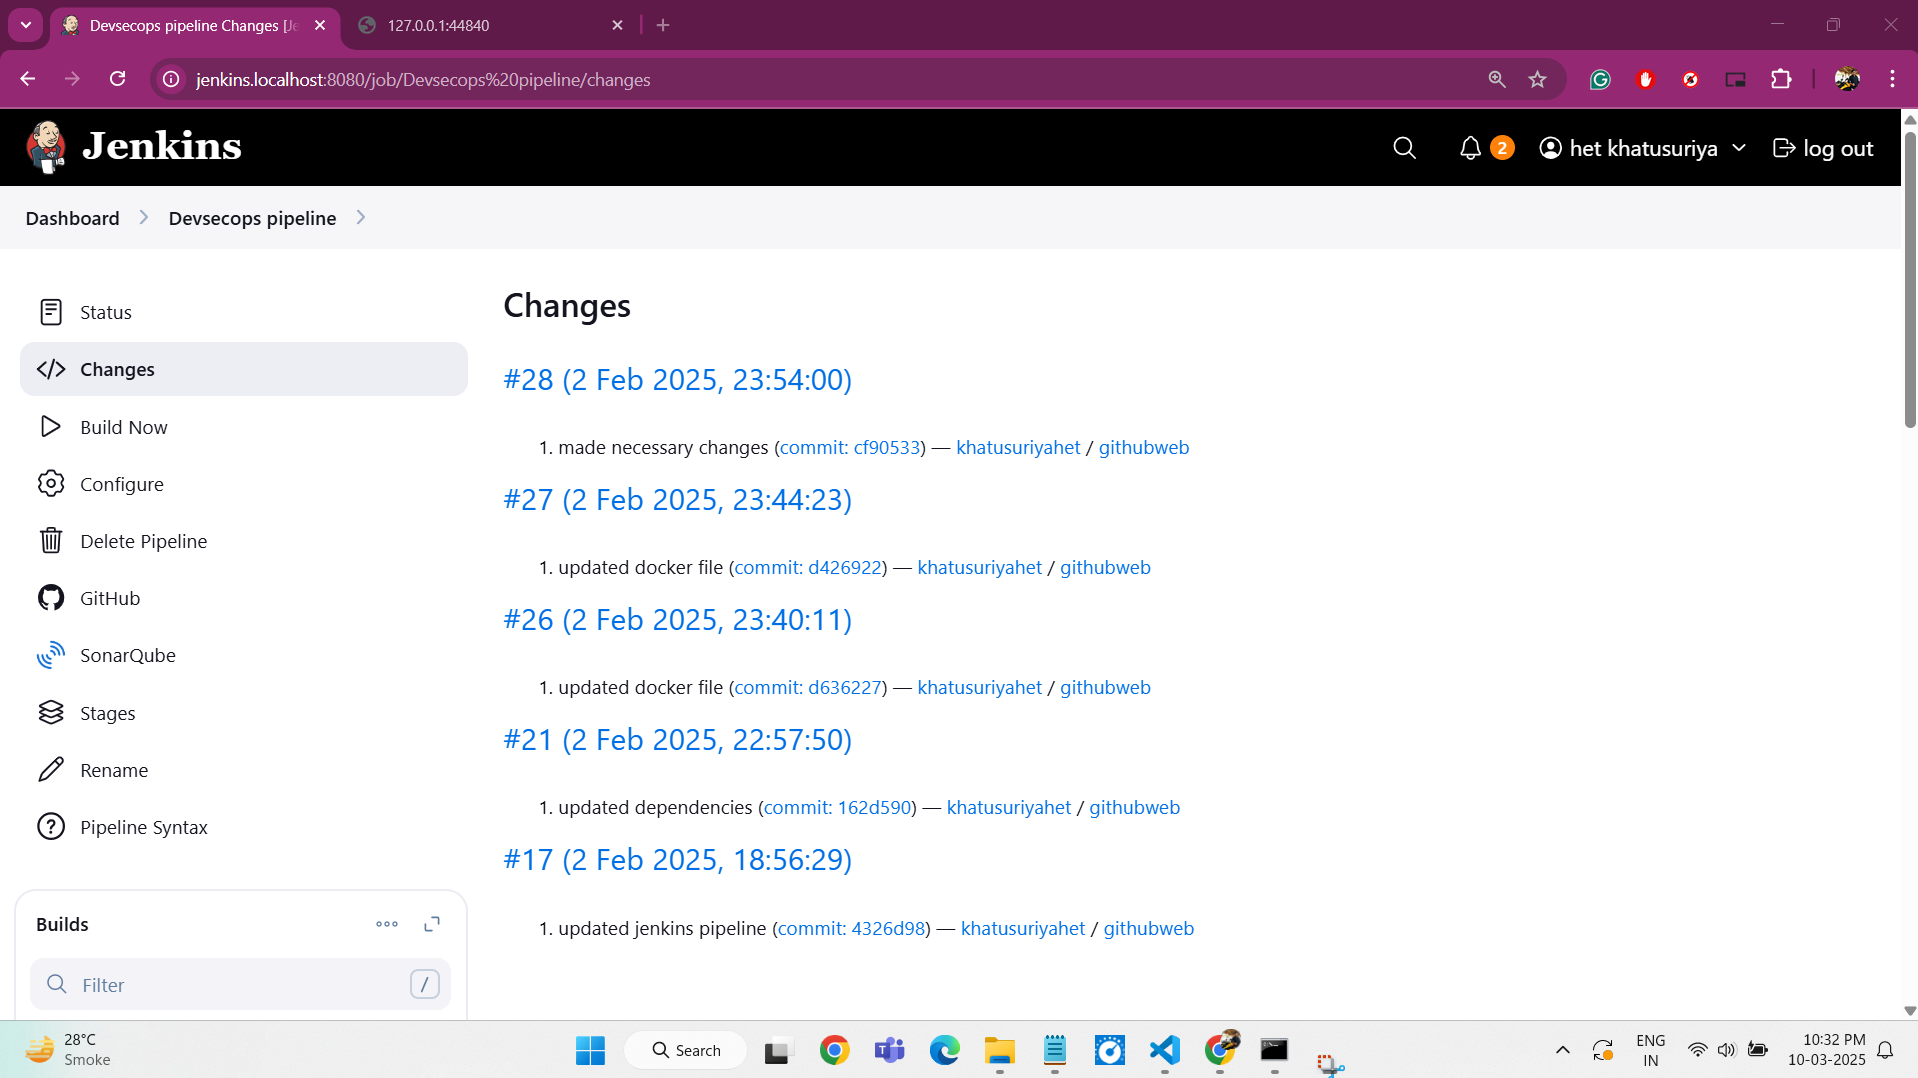 Devsecops pipeline Changes [Je
127.0.0.1:44840
jenkins.localhost:8080/job/Devsecops%20pipeline/changes
Jenkins
2
het khatusuriya
log out
Dashboard
Devsecops pipeline
Status
Changes
Build Now
Configure
Delete Pipeline
GitHub
SonarQube
Stages
Rename
Pipeline Syntax
Builds
Filter
/
Changes
#28 (2 Feb 2025, 23:54:00)
1. made necessary changes (commit: cf90533) — khatusuriyahet / githubweb
#27 (2 Feb 2025, 23:44:23)
1. updated docker file (commit: d426922) — khatusuriyahet / githubweb
#26 (2 Feb 2025, 23:40:11)
1. updated docker file (commit: d636227) — khatusuriyahet / githubweb
#21 (2 Feb 2025, 22:57:50)
1. updated dependencies (commit: 162d590) — khatusuriyahet / githubweb
#17 (2 Feb 2025, 18:56:29)
1. updated jenkins pipeline (commit: 4326d98) — khatusuriyahet / githubweb
28°C
Smoke
Search
ENG
IN
10:32 PM
10-03-2025